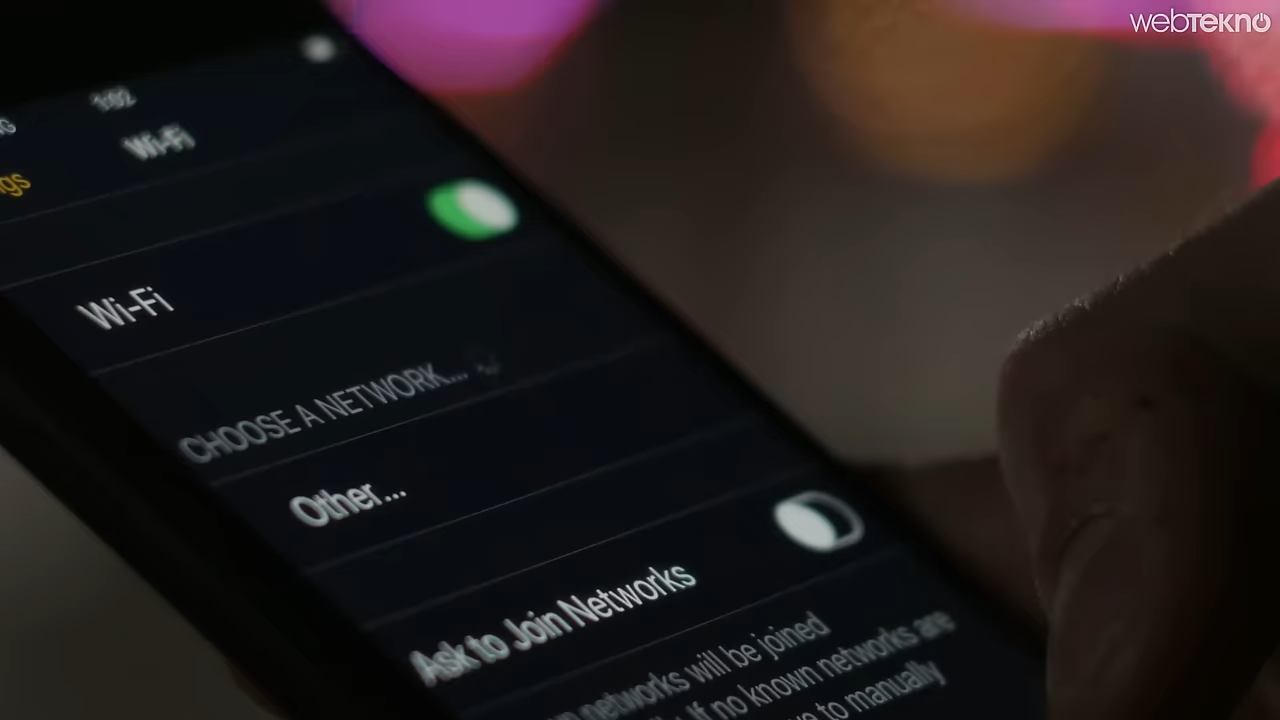 webTEKNO
Wi-Fi
Wi-Fi
CHOOSE A NETWORK...
Other...
Ask to Join Networks
networks will be joined
If no known networks are
to manually